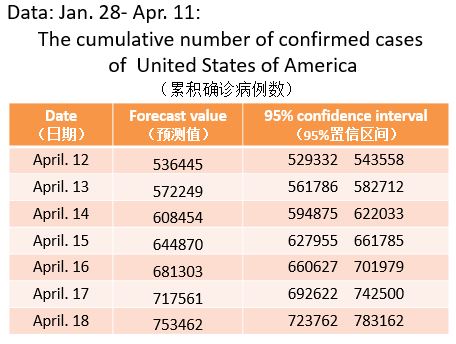 Data: Jan. 28- Apr. 11:
The cumulative number of confirmed cases
of United States of America
（累积确诊病例数）
Date Forecast value 95% confidence interval
（日期） （预测值） （95%置信区间）
April. 12 536445 529332 543558
April. 13 572249 561786 582712
April. 14 608454 594875 622033
April. 15 644870 627955 661785
April. 16 681303 660627 701979
April. 17 717561 692622 742500
April. 18 753462 723762 783162